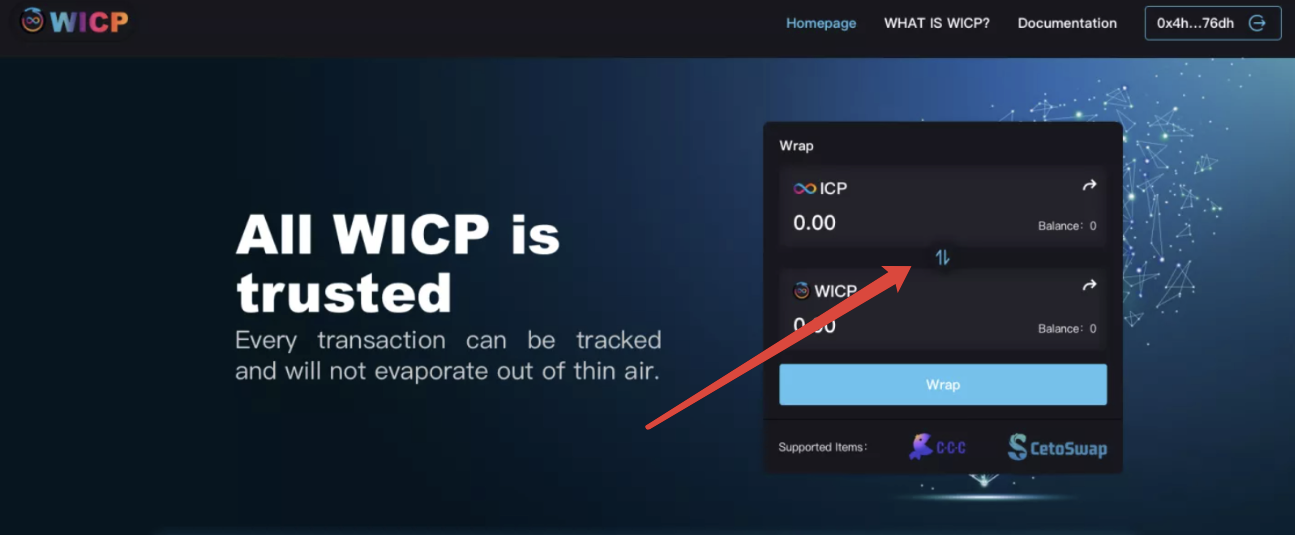 WICP
Homepage
WHAT IS WICP?
Documentation
0x4h...76dh
All WICP is
trusted
Every transaction can be tracked
and will not evaporate out of thin air.
Wrap
ICP
0.00
Balance: 0
WICP
0.00
Balance: 0
Wrap
Supported Items:
C·C·C
CetoSwap